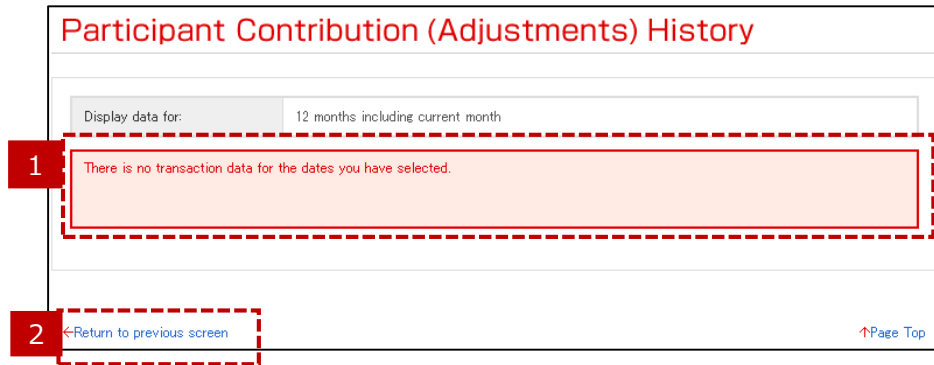 Participant Contribution (Adjustments) History
Display data for: 12 months including current month
1
There is no transaction data for the dates you have selected.
2
←Return to previous screen ↑Page Top